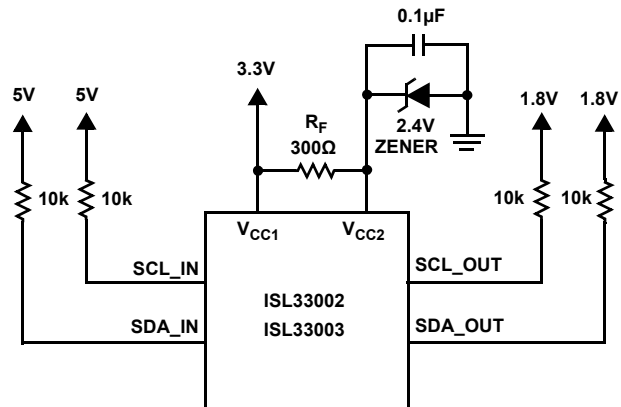 0.1µF
3.3V
5V 5V
1.8V 1.8V
R_F
300Ω
2.4V
ZENER
10k 10k
10k 10k
V_CC1 V_CC2
SCL_IN SCL_OUT
ISL33002
SDA_IN SDA_OUT
ISL33003